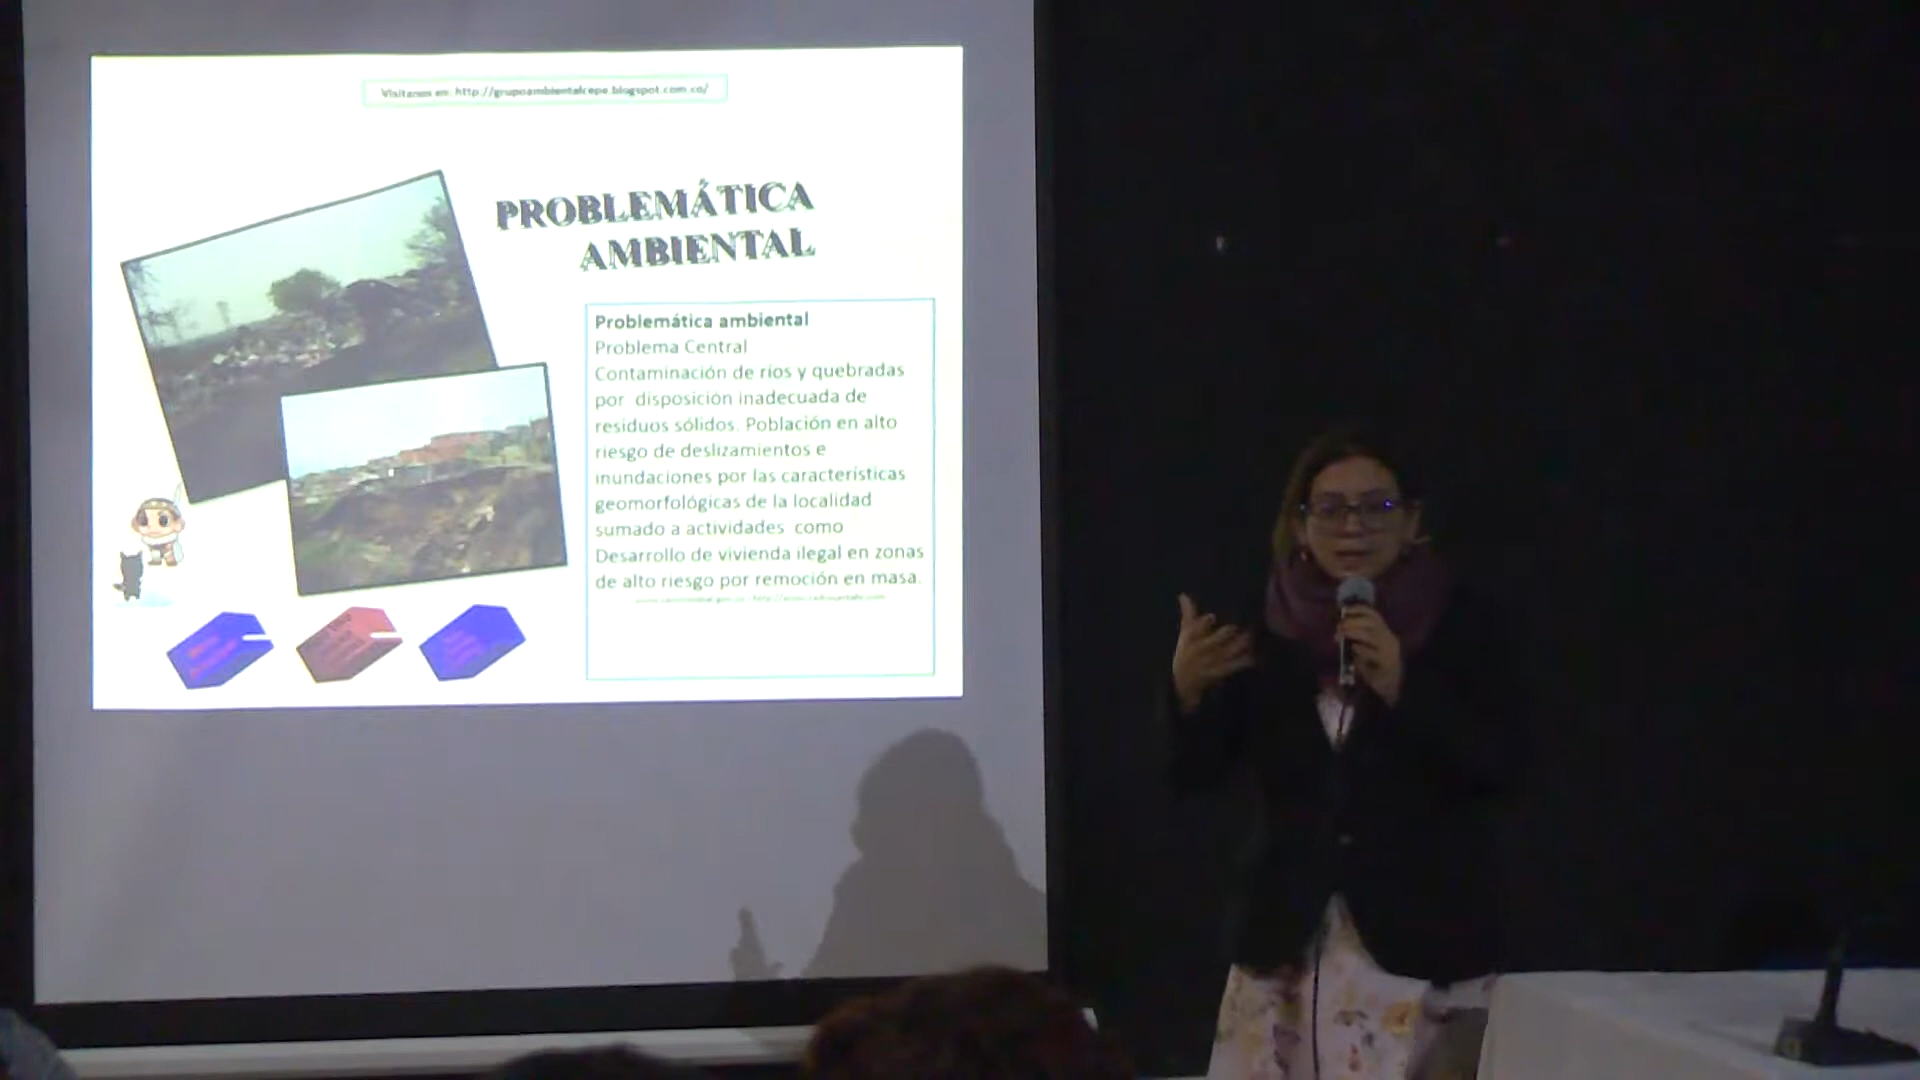 Visítanos en: http://grupoambientalcepe.blogspot.com.co/
PROBLEMÁTICA
AMBIENTAL
Problemática ambiental
Problema Central
Contaminación de ríos y quebradas
por disposición inadecuada de
residuos sólidos. Población en alto
riesgo de deslizamientos e
inundaciones por las características
geomorfológicas de la localidad
sumado a actividades como
Desarrollo de vivienda ilegal en zonas
de alto riesgo por remoción en masa.